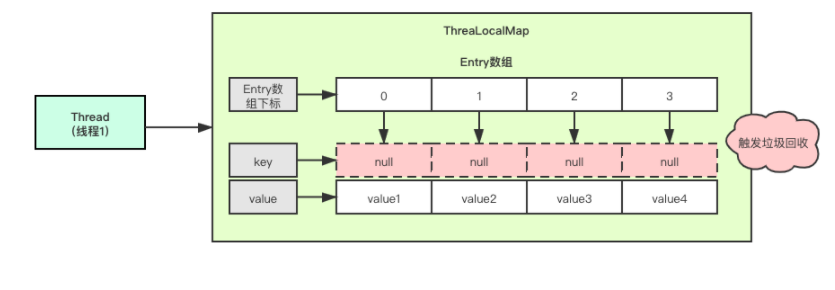 ThreaLocalMap
Entry数组
Entry数
组下标
0
1
2
3
Thread
（线程1）
触发垃圾回收
key
null
null
null
null
value
value1
value2
value3
value4